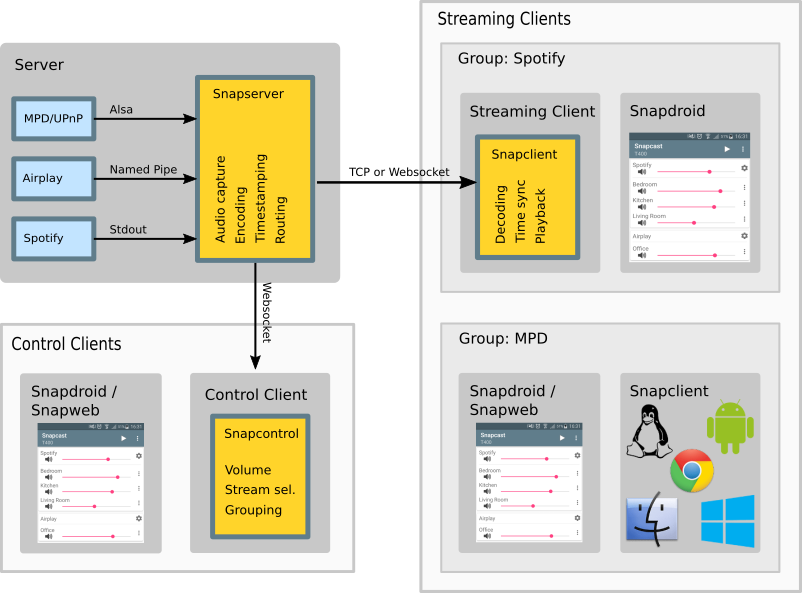 Server
MPD/UPnP
Alsa
Airplay
Named Pipe
Spotify
Stdout
Snapserver
Audio capture
Encoding
Timestamping
Routing
TCP or Websocket
Websocket
Control Clients
Snapdroid /
Snapweb
Snapcast
T400
Spotify
Bedroom
Kitchen
Living Room
Airplay
Office
Control Client
Snapcontrol
Volume
Stream sel.
Grouping
Streaming Clients
Group: Spotify
Streaming Client
Snapclient
Decoding
Time sync
Playback
Snapdroid
16:31
Snapcast
T400
Spotify
Bedroom
Kitchen
Living Room
Airplay
Office
Group: MPD
Snapdroid /
Snapweb
Snapcast
T400
Spotify
Bedroom
Kitchen
Living Room
Airplay
Office
Snapclient